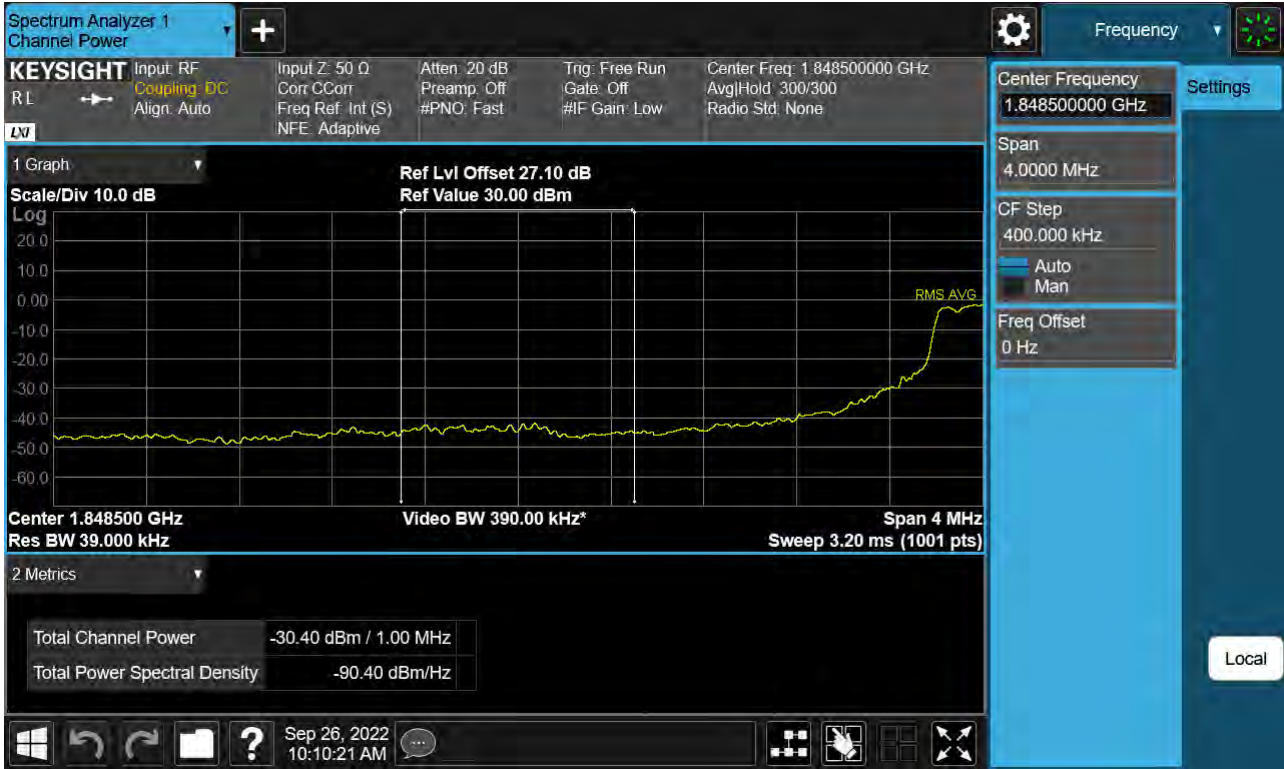 Spectrum Analyzer 1
Channel Power
Frequency
KEYSIGHT
R L
LXI
Input: RF
Coupling: DC
Align: Auto
Input Z: 50 Ω
Corr CCorr
Freq Ref: Int (S)
NFE: Adaptive
Atten: 20 dB
Preamp: Off
#PNO: Fast
Trig: Free Run
Gate: Off
#IF Gain: Low
Center Freq: 1.848500000 GHz
Avg|Hold: 300/300
Radio Std: None
Center Frequency
1.848500000 GHz
Settings
Span
4.0000 MHz
CF Step
400.000 kHz
Auto
Man
Freq Offset
0 Hz
Local
1 Graph
Scale/Div 10.0 dB
Ref Lvl Offset 27.10 dB
Ref Value 30.00 dBm
Log
20.0
10.0
0.00
-10.0
-20.0
-30.0
-40.0
-50.0
-60.0
RMS AVG
Center 1.848500 GHz
Video BW 390.00 kHz*
Span 4 MHz
Res BW 39.000 kHz
Sweep 3.20 ms (1001 pts)
2 Metrics
Total Channel Power -30.40 dBm / 1.00 MHz
Total Power Spectral Density -90.40 dBm/Hz
?
Sep 26, 2022
10:10:21 AM